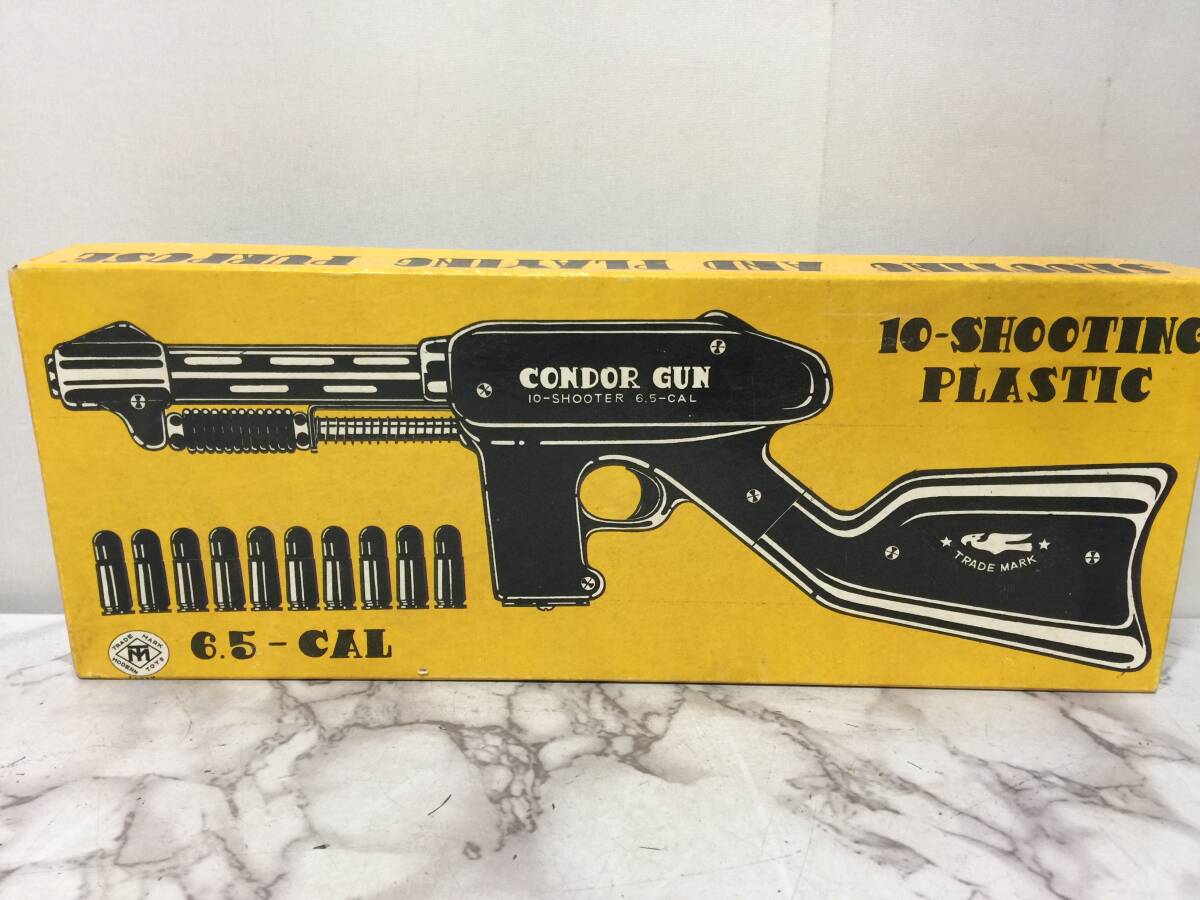 SHOOTING AND PLAYING PURPOSE
10-SHOOTING
PLASTIC
CONDOR GUN
10-SHOOTER 6.5-CAL
TRADE MARK
6.5-CAL
TRADE MARK
TM
MODERN TOYS